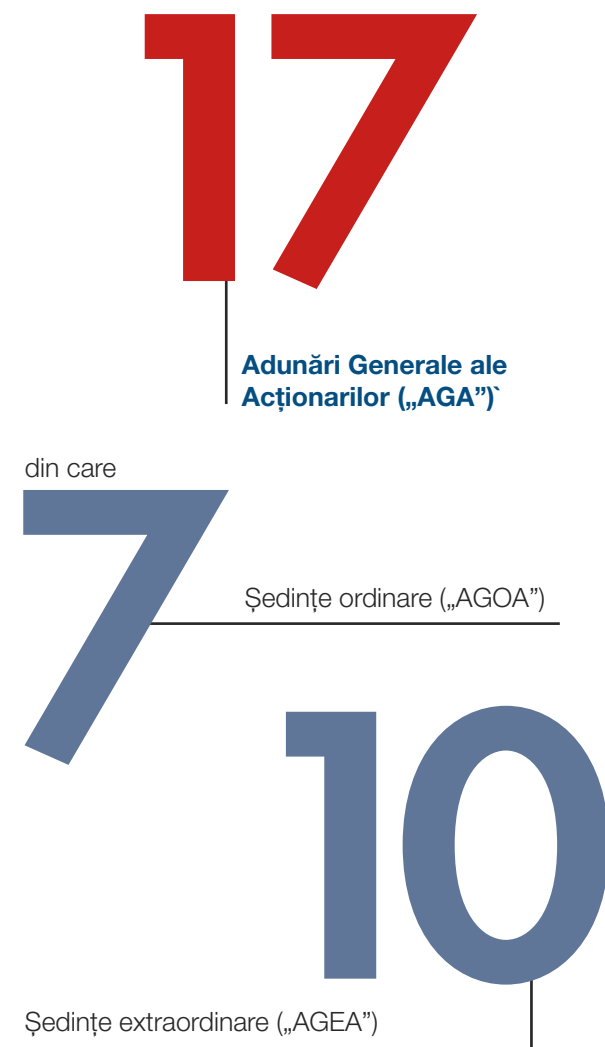 17
Adunări Generale ale
Acționarilor („AGA”)`
din care
7
Ședințe ordinare („AGOA”)
10
Ședințe extraordinare („AGEA”)